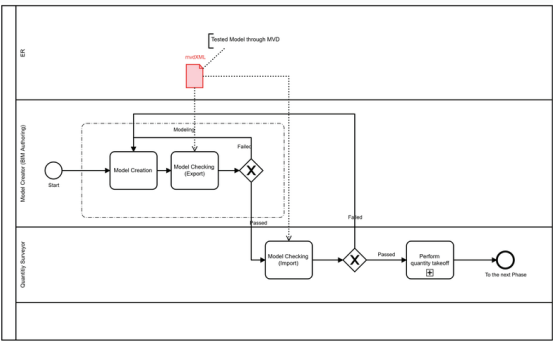 ER
Tested Model through MVD
mvdXML
Model Creator (BIM Authoring)
Modeling
Failed
Model Creation
Model Checking
(Export)
Start
Passed
Failed
Quantity Surveyor
Model Checking
(Import)
Passed
Perform
quantity takeoff
To the next Phase